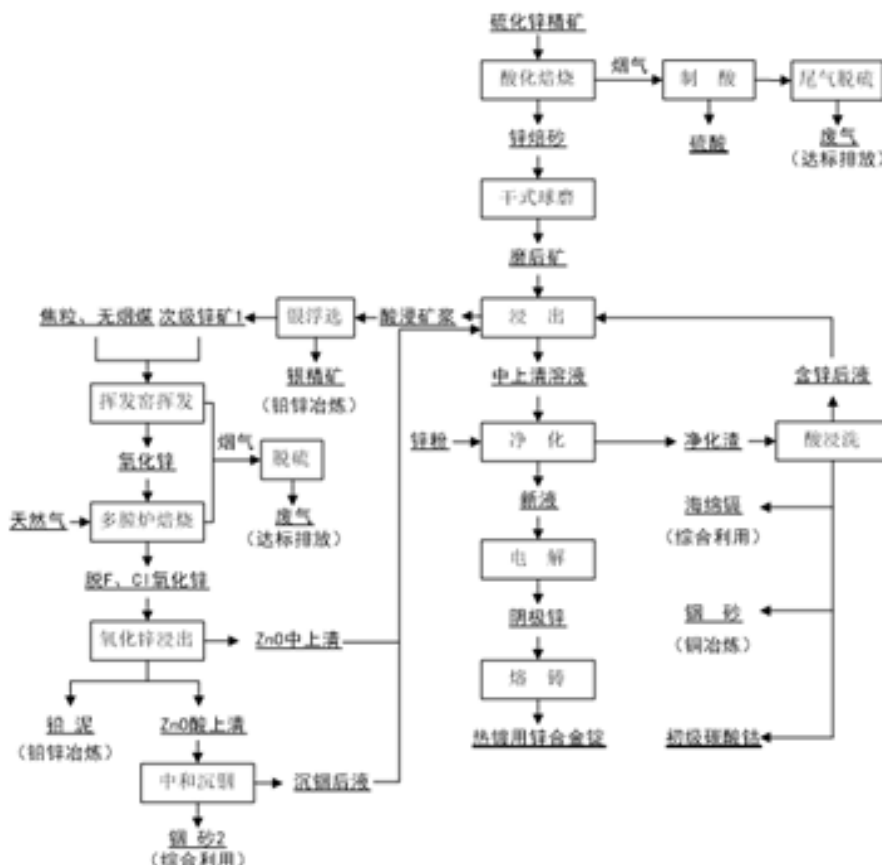 硫化锌精矿
酸化焙烧
烟气
制 酸
尾气脱硫
锌焙砂
硫酸
废气
(达标排放)
干式球磨
磨后矿
焦粒、无烟煤 次级锌矿1
银浮选
酸浸矿浆
浸 出
银精矿
(铅锌冶炼)
中上清溶液
含锌后液
挥发窑挥发
锌粉
净 化
净化渣
酸浸洗
氧化锌
烟气
脱硫
新液
海绵镉
(综合利用)
天然气
多膛炉焙烧
废气
(达标排放)
电 解
脱F、Cl氧化锌
阴极锌
铜 砂
(铜冶炼)
氧化锌浸出
ZnO中上清
熔铸
铅 泥
(铅锌冶炼)
ZnO酸上清
热镀用锌合金锭
初级碳酸钴
中和沉铟
沉铟后液
铟 砂2
(综合利用)